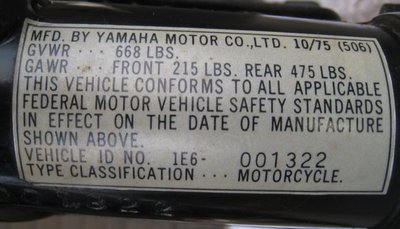 MFD. BY YAMAHA MOTOR CO., LTD. 10/75 (506)
GVWR ... 668 LBS.
GAWR ... FRONT 215 LBS. REAR 475 LBS.
THIS VEHICLE CONFORMS TO ALL APPLICABLE
FEDERAL MOTOR VEHICLE SAFETY STANDARDS
IN EFFECT ON THE DATE OF MANUFACTURE
SHOWN ABOVE.
VEHICLE ID NO. 1E6- 001322
TYPE CLASSIFICATION ... MOTORCYCLE.